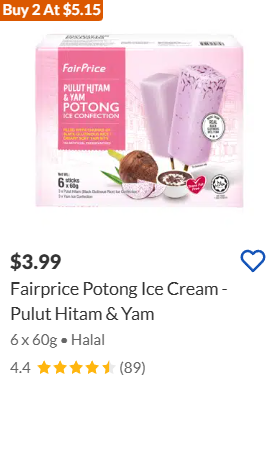 Buy 2 At $5.15
FairPrice
PULUT HITAM
& YAM
POTONG
ICE CONFECTION
6 sticks
x 60g
$3.99
Fairprice Potong Ice Cream -
Pulut Hitam & Yam
6 x 60g • Halal
4.4
(89)